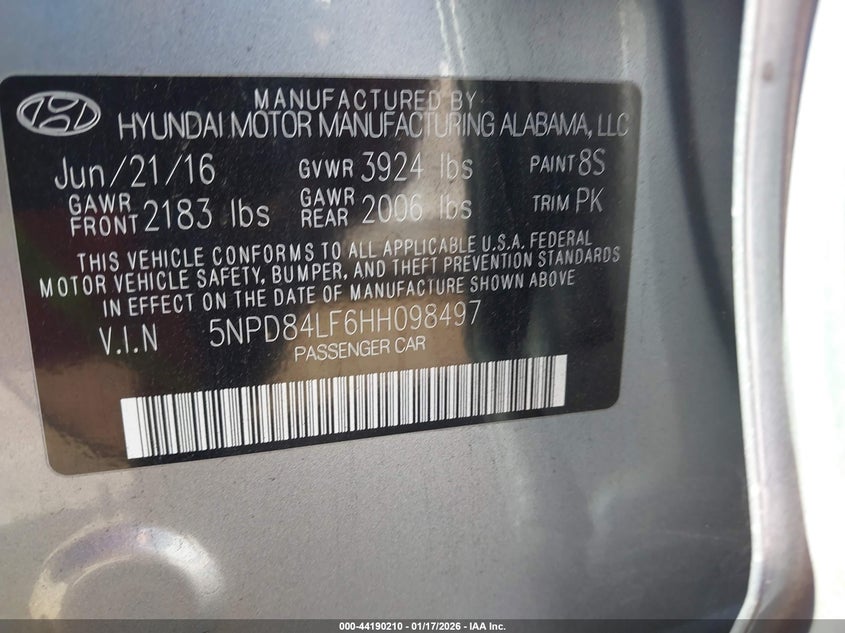 MANUFACTURED BY
HYUNDAI MOTOR MANUFACTURING ALABAMA, LLC
Jun/21/16 GVWR 3924 lbs PAINT 8S
GAWR FRONT 2183 lbs GAWR REAR 2006 lbs TRIM PK
THIS VEHICLE CONFORMS TO ALL APPLICABLE U.S.A. FEDERAL
MOTOR VEHICLE SAFETY, BUMPER, AND THEFT PREVENTION STANDARDS
IN EFFECT ON THE DATE OF MANUFACTURE SHOWN ABOVE
V.I.N 5NPD84LF6HH098497
PASSENGER CAR
000-44190210 - 01/17/2026 - IAA Inc.